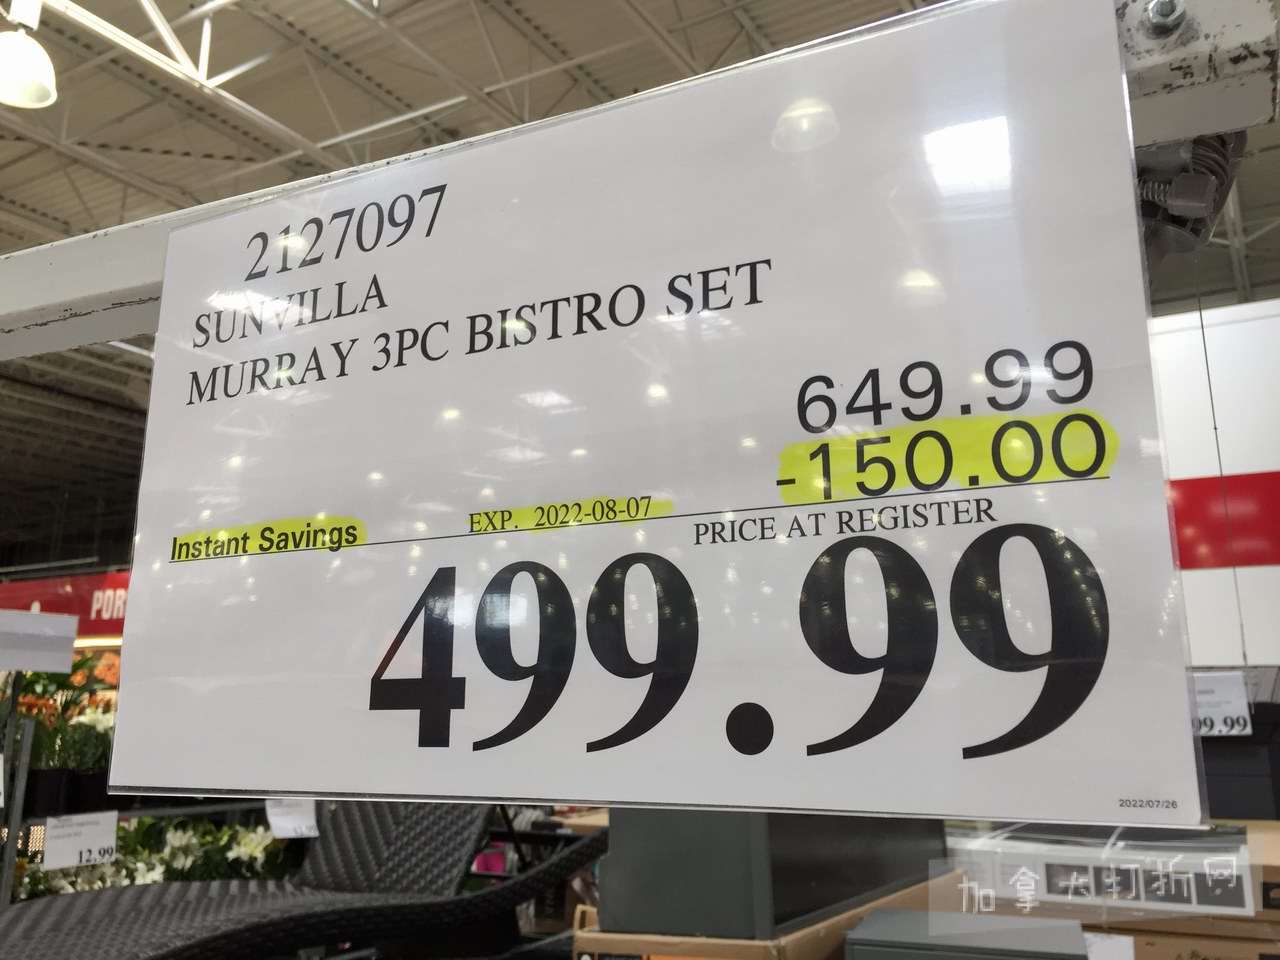 2127097
SUNVILLA
MURRAY 3PC BISTRO SET
649.99
-150.00
Instant Savings
EXP. 2022-08-07
PRICE AT REGISTER
499.99
2022/07/26
POR
99.99
12.99
加拿大打折网